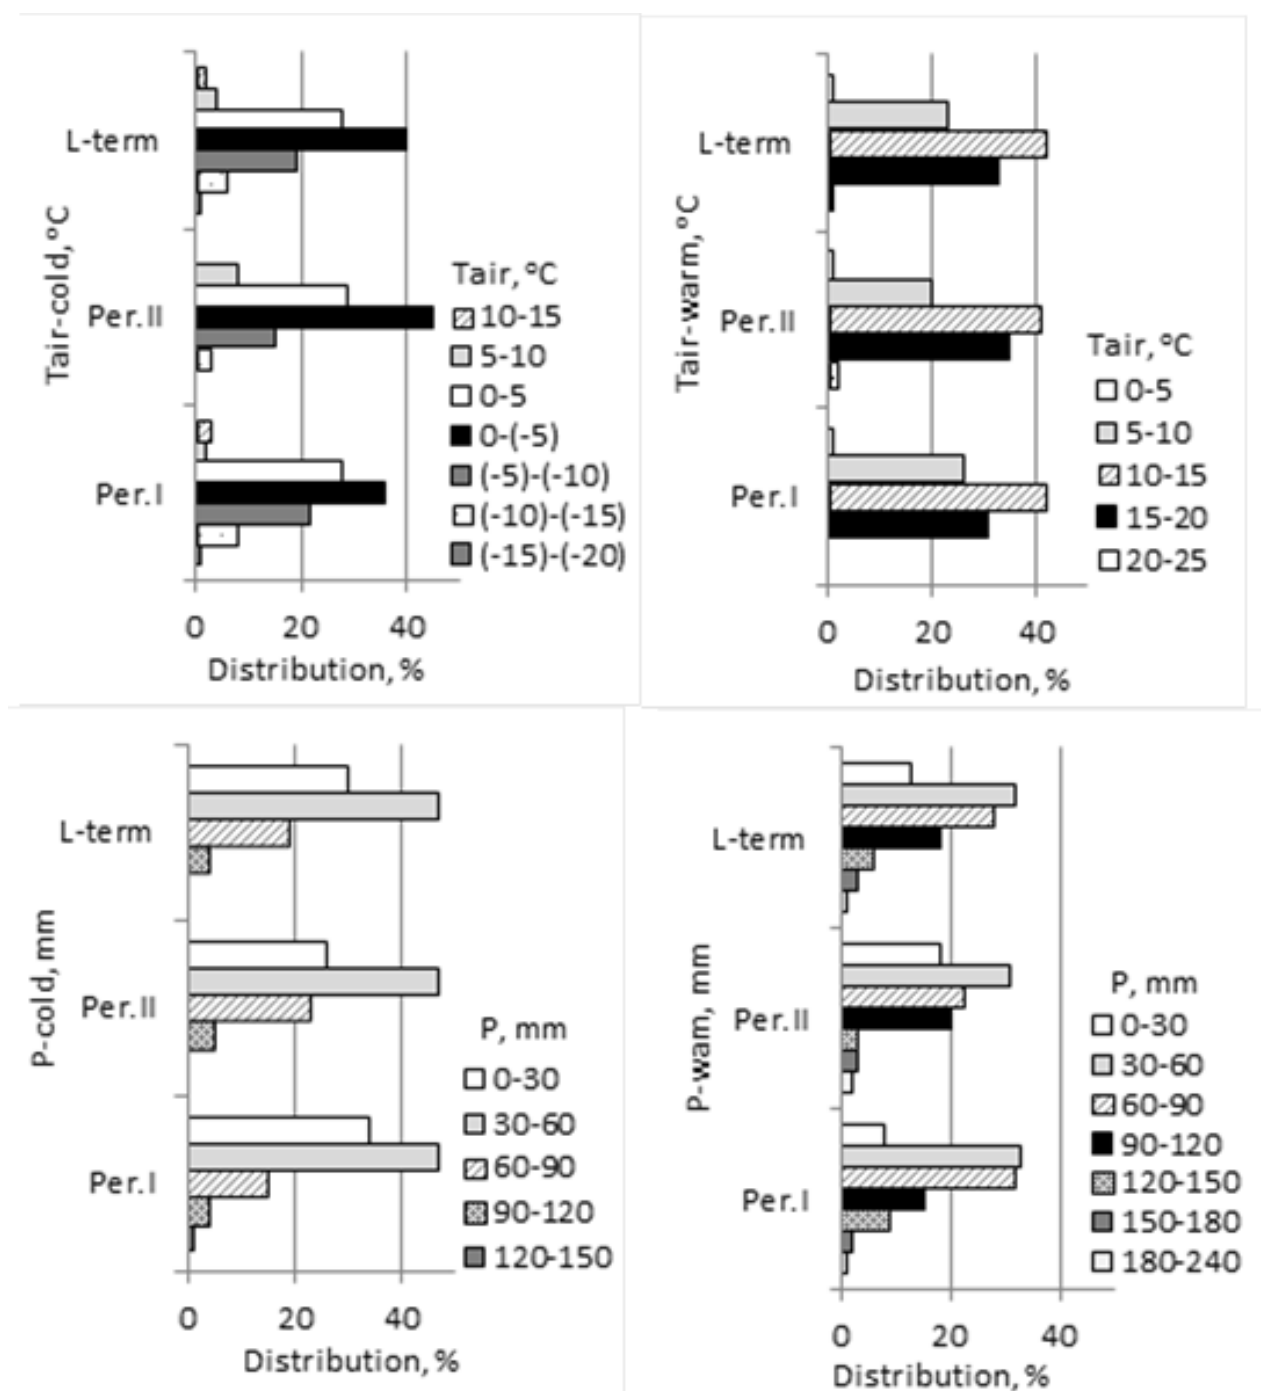 Tair-cold, ºC
L-term
Per.II
Per.I
0 20 40
Distribution, %
Tair, ºC
10-15
5-10
0-5
0-(-5)
(-5)-(-10)
(-10)-(-15)
(-15)-(-20)
Tair-warm, ºC
L-term
Per.II
Per.I
0 20 40
Distribution, %
Tair, ºC
0-5
5-10
10-15
15-20
20-25
P-cold, mm
L-term
Per.II
Per.I
0 20 40
Distribution, %
P, mm
0-30
30-60
60-90
90-120
120-150
P-wam, mm
L-term
Per.II
Per.I
0 20 40
Distribution, %
P, mm
0-30
30-60
60-90
90-120
120-150
150-180
180-240